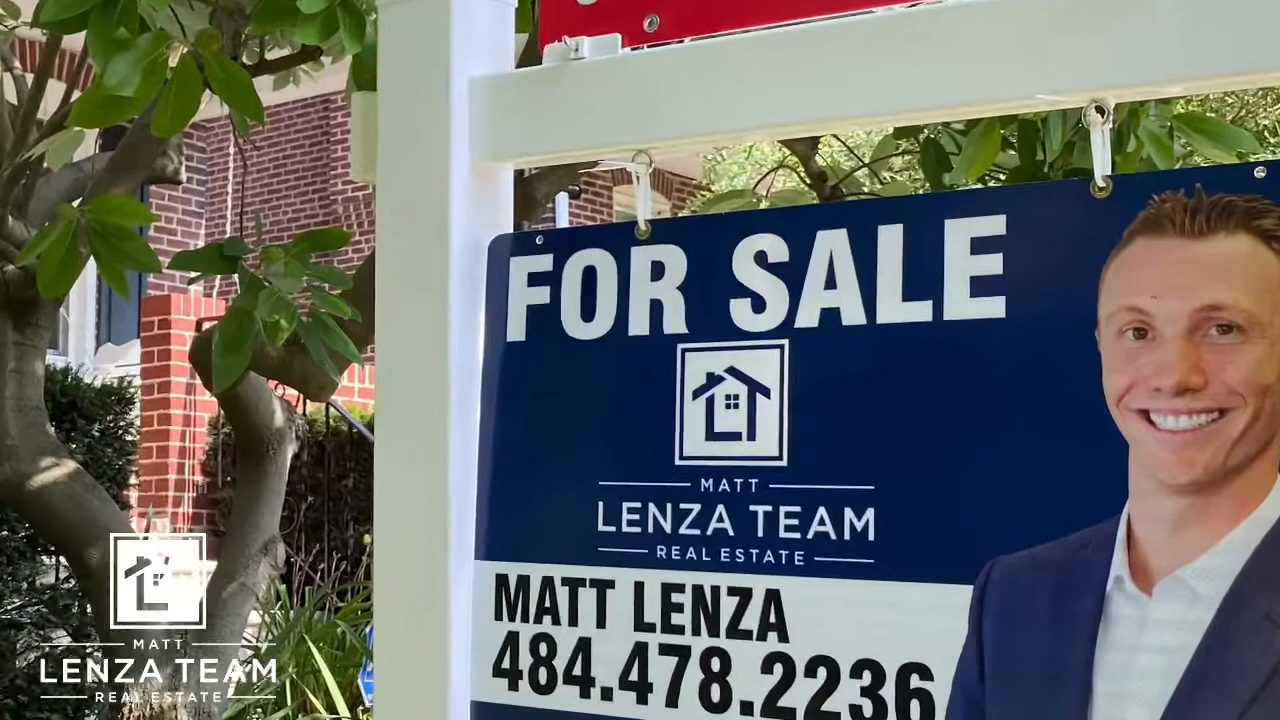 FOR SALE
MATT
LENZA TEAM
REAL ESTATE
MATT LENZA
484.478.2236
MATT
LENZA TEAM
REAL ESTATE